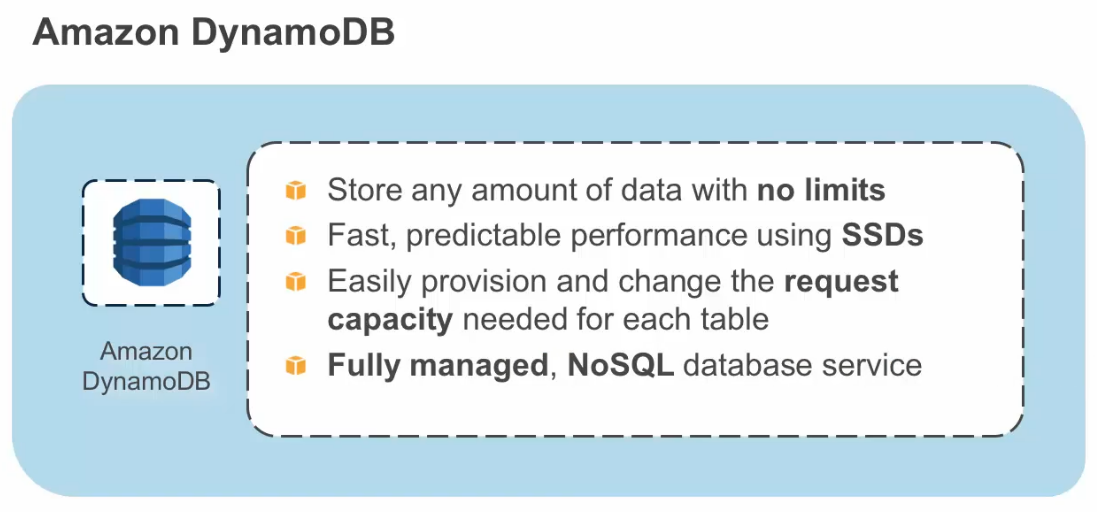 Amazon DynamoDB
Amazon
DynamoDB
Store any amount of data with no limits
Fast, predictable performance using SSDs
Easily provision and change the request
capacity needed for each table
Fully managed, NoSQL database service